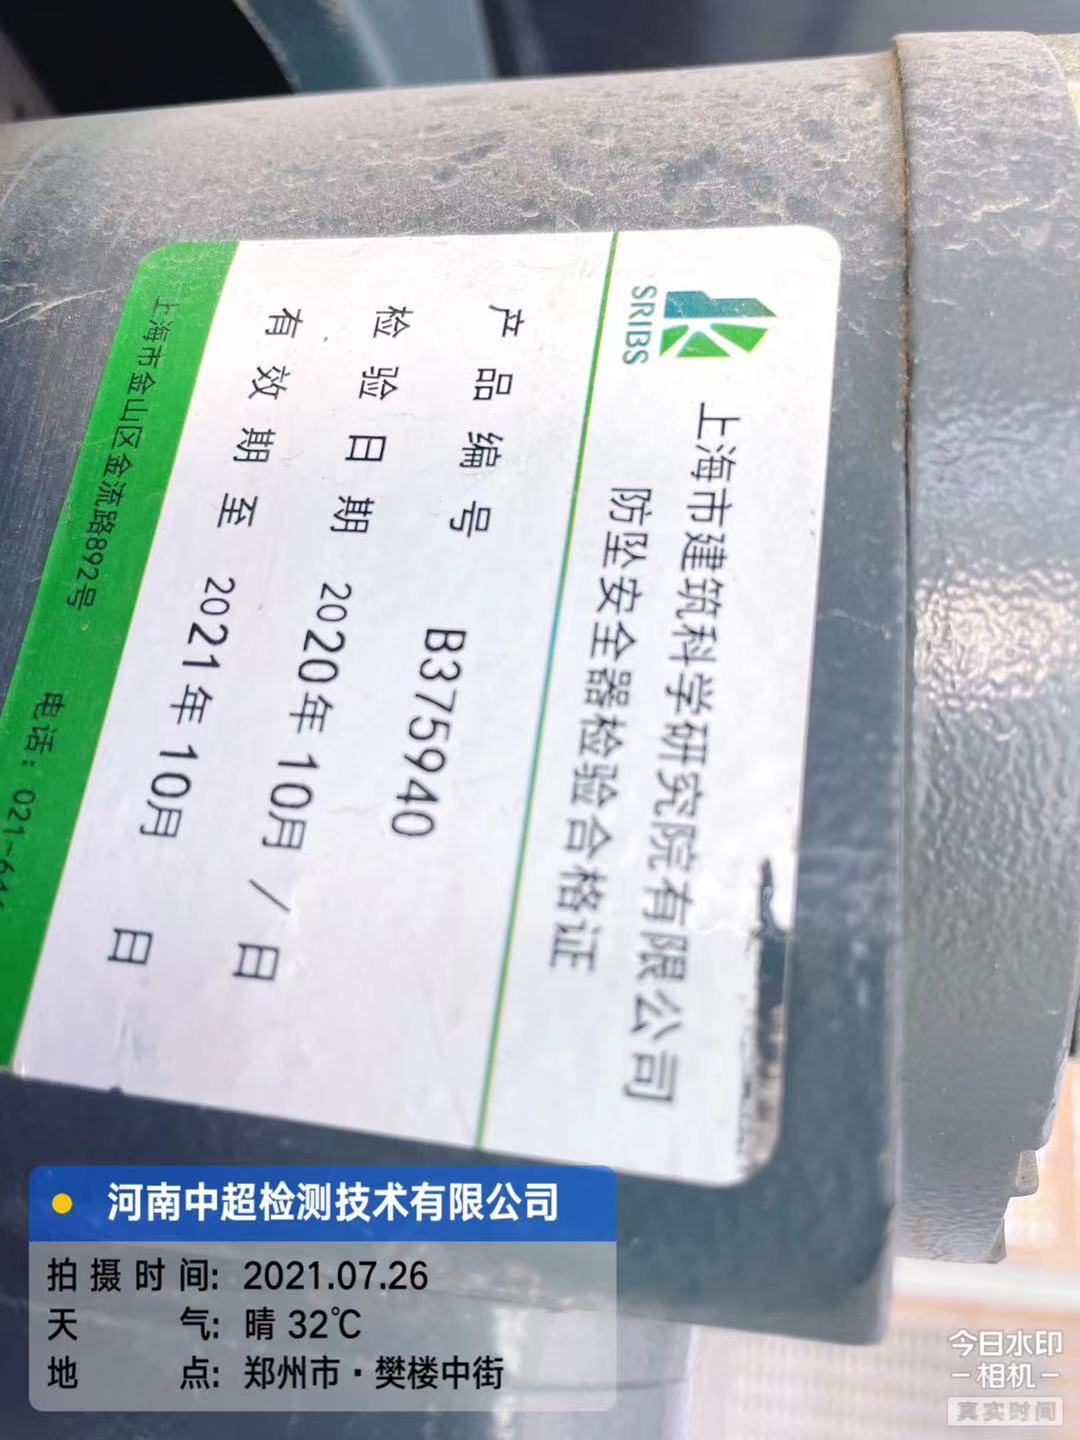 SRIBS
上海市建筑科学研究院有限公司
防坠安全器检验合格证
产品编号 B375940
检验日期 2020年10月/日
有效期至 2021年10月 日
上海市金山区金流路892号
电话：021-64
河南中超检测技术有限公司
拍摄时间: 2021.07.26
天气: 晴 32℃
地点: 郑州市·樊楼中街
今日水印
相机
真实时间